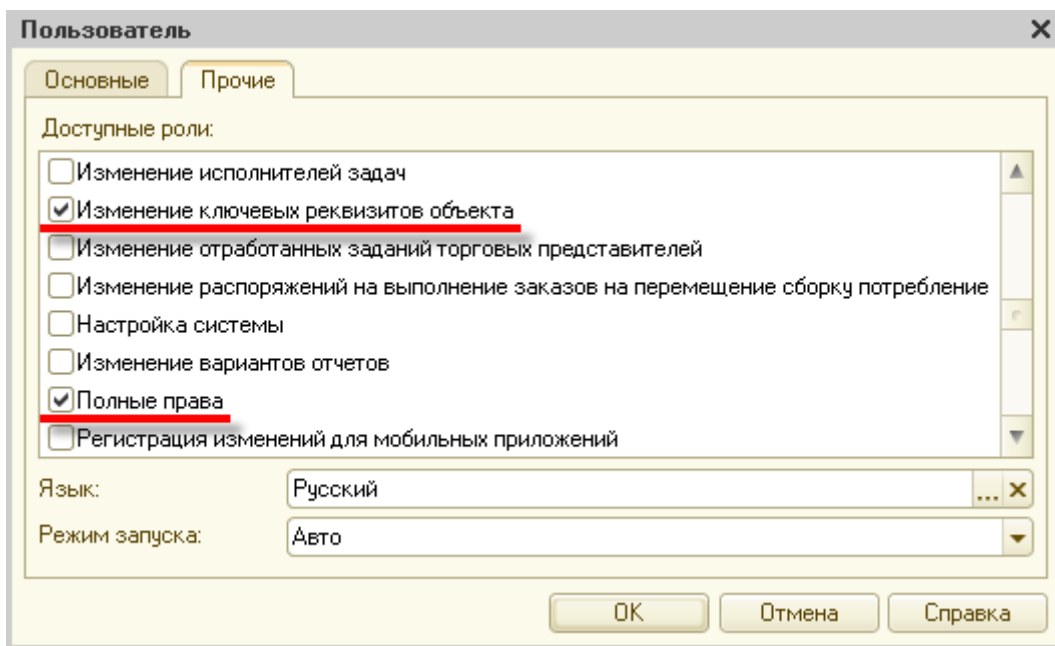 Пользователь
Основные
Прочие
Доступные роли:
Изменение исполнителей задач
Изменение ключевых реквизитов объекта
Изменение отработанных заданий торговых представителей
Изменение распоряжений на выполнение заказов на перемещение сборку потребление
Настройка системы
Изменение вариантов отчетов
Полные права
Регистрация изменений для мобильных приложений
Язык: Русский ...
Режим запуска: Авто
OK Отмена Справка